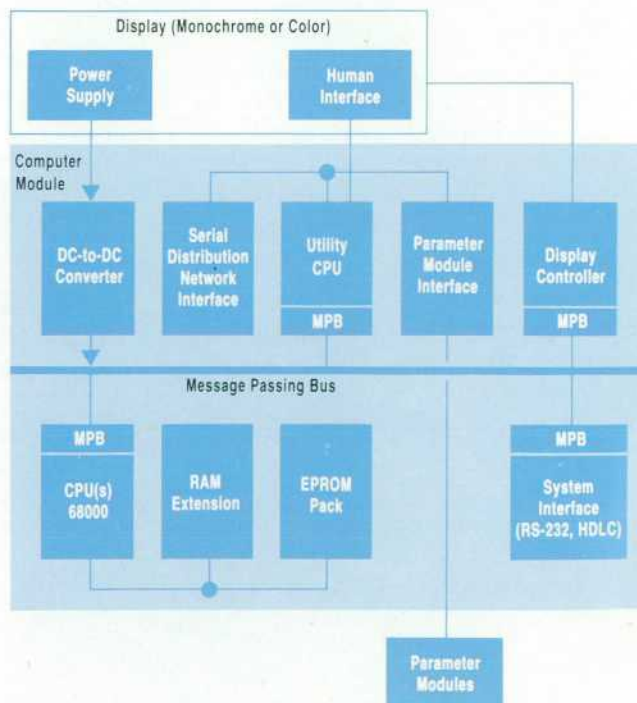 Display (Monochrome or Color)
Power
Supply
Human
Interface
Computer
Module
DC-to-DC
Converter
Serial
Distribution
Network
Interface
Utility
CPU
MPB
Parameter
Module
Interface
Display
Controller
MPB
Message Passing Bus
MPB
CPU(s)
68000
RAM
Extension
EPROM
Pack
MPB
System
Interface
(RS-232, HDLC)
Parameter
Modules